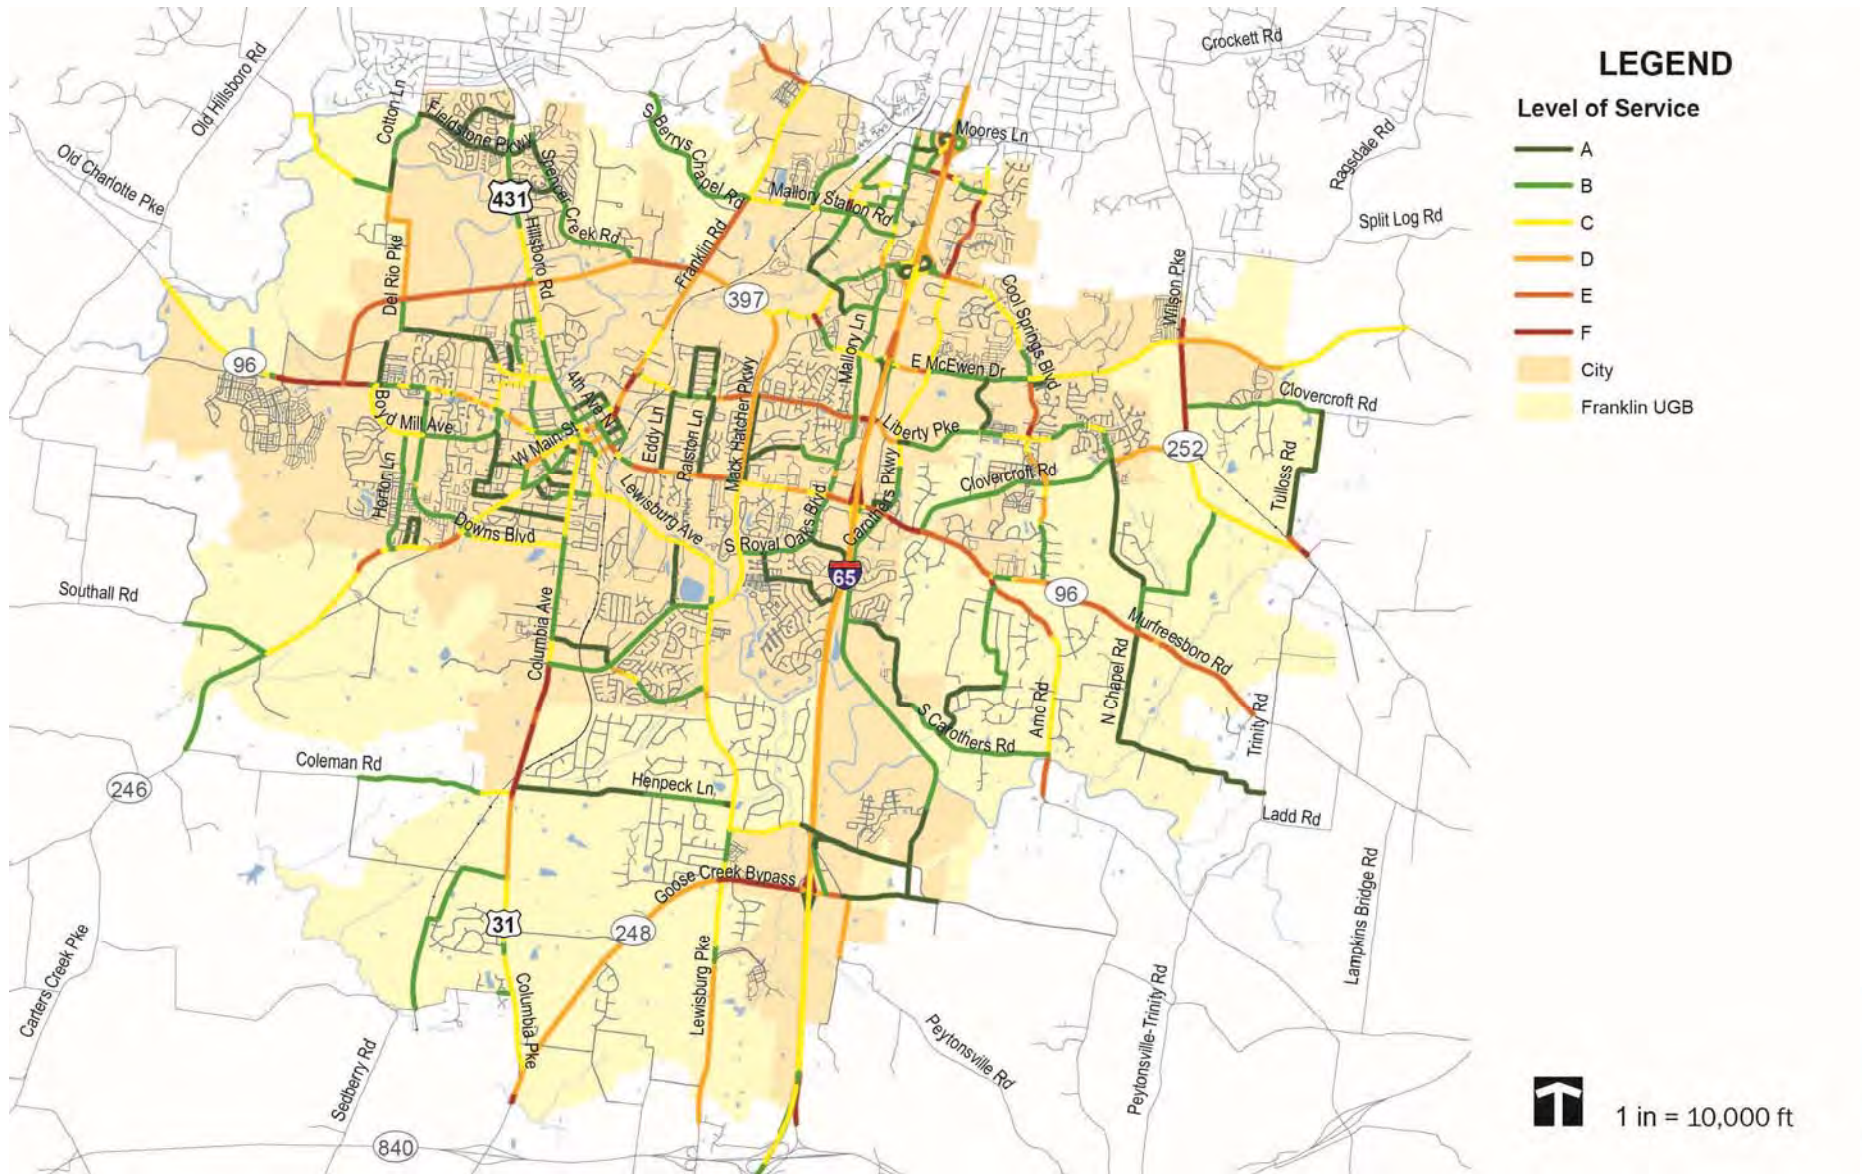 Crockett Rd
Old Hillsboro Rd
Cotton Ln
Fieldstone Pkwy
S Berrys Chapel Rd
Moores Ln
Ragsdale Rd
Old Charlotte Pke
Spencer Creek Rd
431
Mallory Station Rd
Split Log Rd
Hillsboro Rd
Franklin Rd
Del Rio Pke
397
Cool Springs Blvd
Wilson Pke
96
Mallory Ln
E McEwen Dr
Mack Hatcher Pkwy
Clovercroft Rd
Boyd Mill Ave
4th Ave N
Eddy Ln
Ralston Ln
Liberty Pke
W Main St
252
Tulloss Rd
Horton Ln
Lewisburg Ave
Clovercroft Rd
Carothers Pkwy
Downs Blvd
S Royal Oaks Blvd
65
Southall Rd
96
Murfreesboro Rd
Columbia Ave
N Chapel Rd
Arno Rd
Trinity Rd
S Carothers Rd
Coleman Rd
246
Henpeck Ln
Ladd Rd
Goose Creek Bypass
31
248
Lampkins Bridge Rd
Carters Creek Pke
Lewisburg Pke
Columbia Pke
Peytonsville Rd
Peytonsville-Trinity Rd
Sedberry Rd
840
LEGEND
Level of Service
A
B
C
D
E
F
City
Franklin UGB
1 in = 10,000 ft